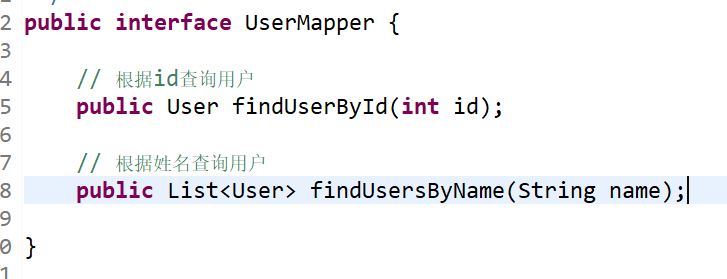 2 public interface UserMapper {
3
4 // 根据id查询用户
5 public User findUserById(int id);
6
7 // 根据姓名查询用户
8 public List<User> findUsersByName(String name);
9
0 }
1